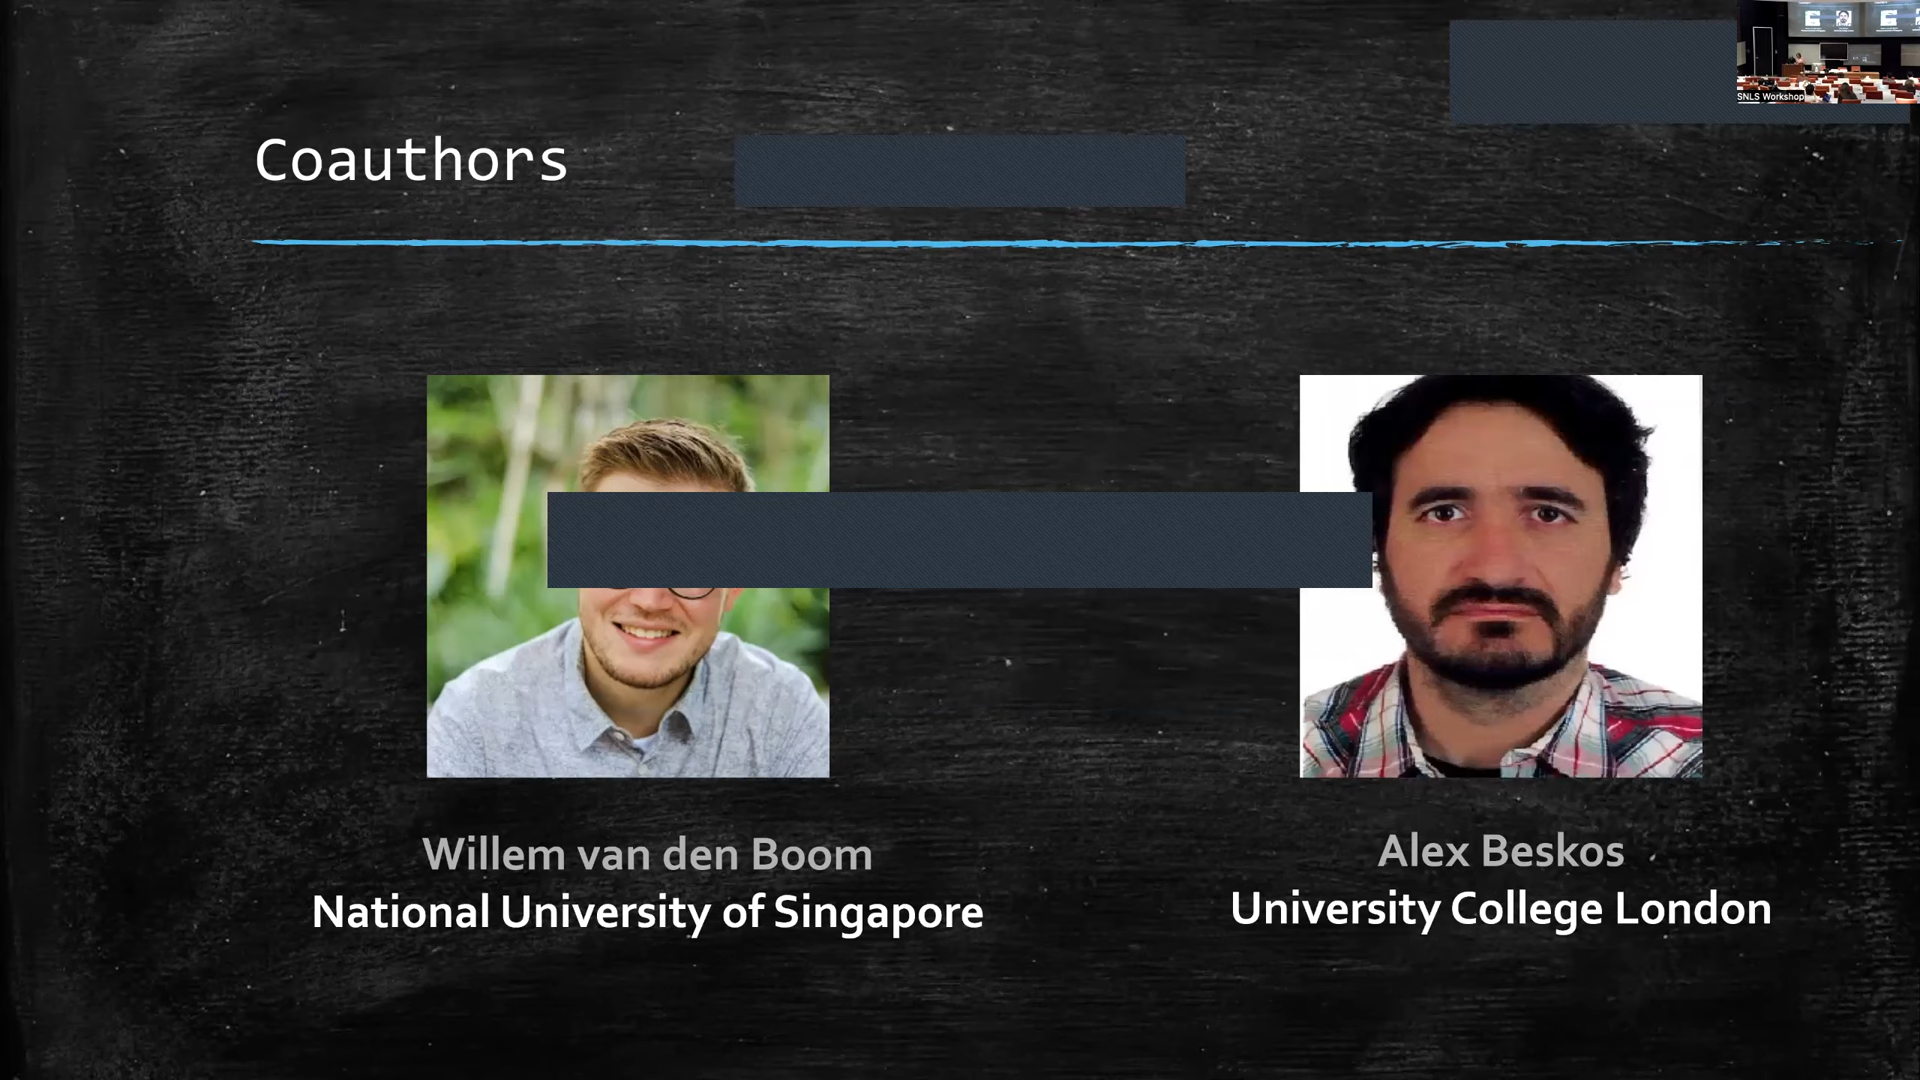 SNLS Workshop
Coauthors
Willem van den Boom
National University of Singapore
Alex Beskos
University College London